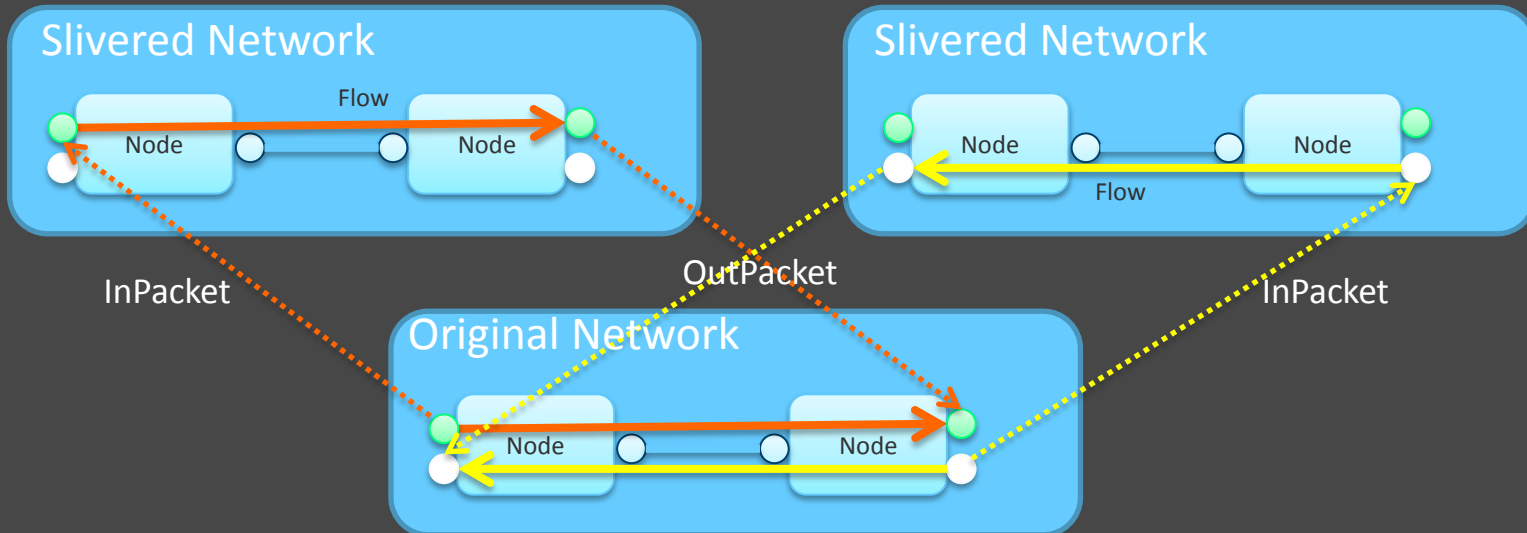 Slivered Network
Flow
Node
Node
Slivered Network
Node
Node
Flow
InPacket
OutPacket
InPacket
Original Network
Node
Node